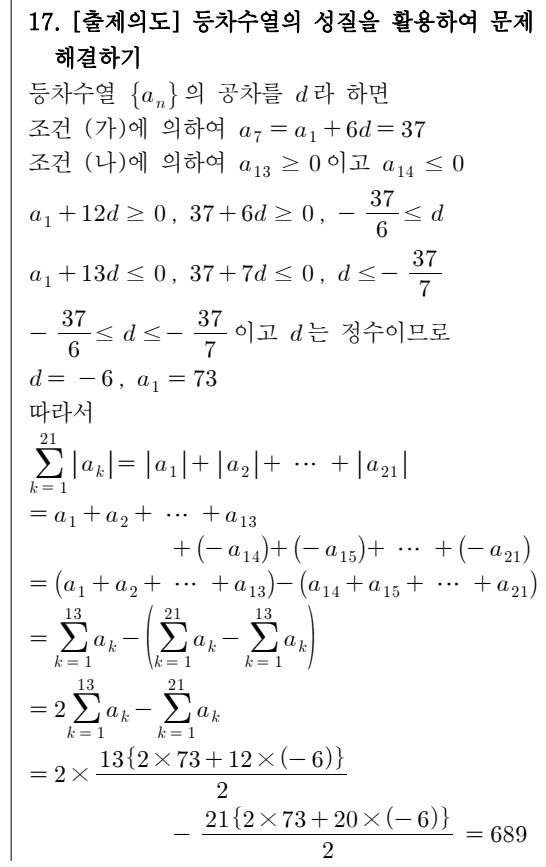 17. [출제의도] 등차수열의 성질을 활용하여 문제
해결하기
등차수열 {aₙ}의 공차를 d라 하면
조건 (가)에 의하여 a₇ = a₁ + 6d = 37
조건 (나)에 의하여 a₁₃ ≥ 0이고 a₁₄ ≤ 0
a₁ + 12d ≥ 0, 37 + 6d ≥ 0, − 37/6 ≤ d
a₁ + 13d ≤ 0, 37 + 7d ≤ 0, d ≤ − 37/7
− 37/6 ≤ d ≤ − 37/7 이고 d는 정수이므로
d = −6, a₁ = 73
따라서
∑_{k=1}^{21} |a_k| = |a₁| + |a₂| + ⋯ + |a₂₁|
= a₁ + a₂ + ⋯ + a₁₃
+ (−a₁₄) + (−a₁₅) + ⋯ + (−a₂₁)
= (a₁ + a₂ + ⋯ + a₁₃) − (a₁₄ + a₁₅ + ⋯ + a₂₁)
= ∑_{k=1}^{13} a_k − (∑_{k=1}^{21} a_k − ∑_{k=1}^{13} a_k)
= 2∑_{k=1}^{13} a_k − ∑_{k=1}^{21} a_k
= 2 × 13{2×73+12×(−6)}/2
− 21{2×73+20×(−6)}/2 = 689